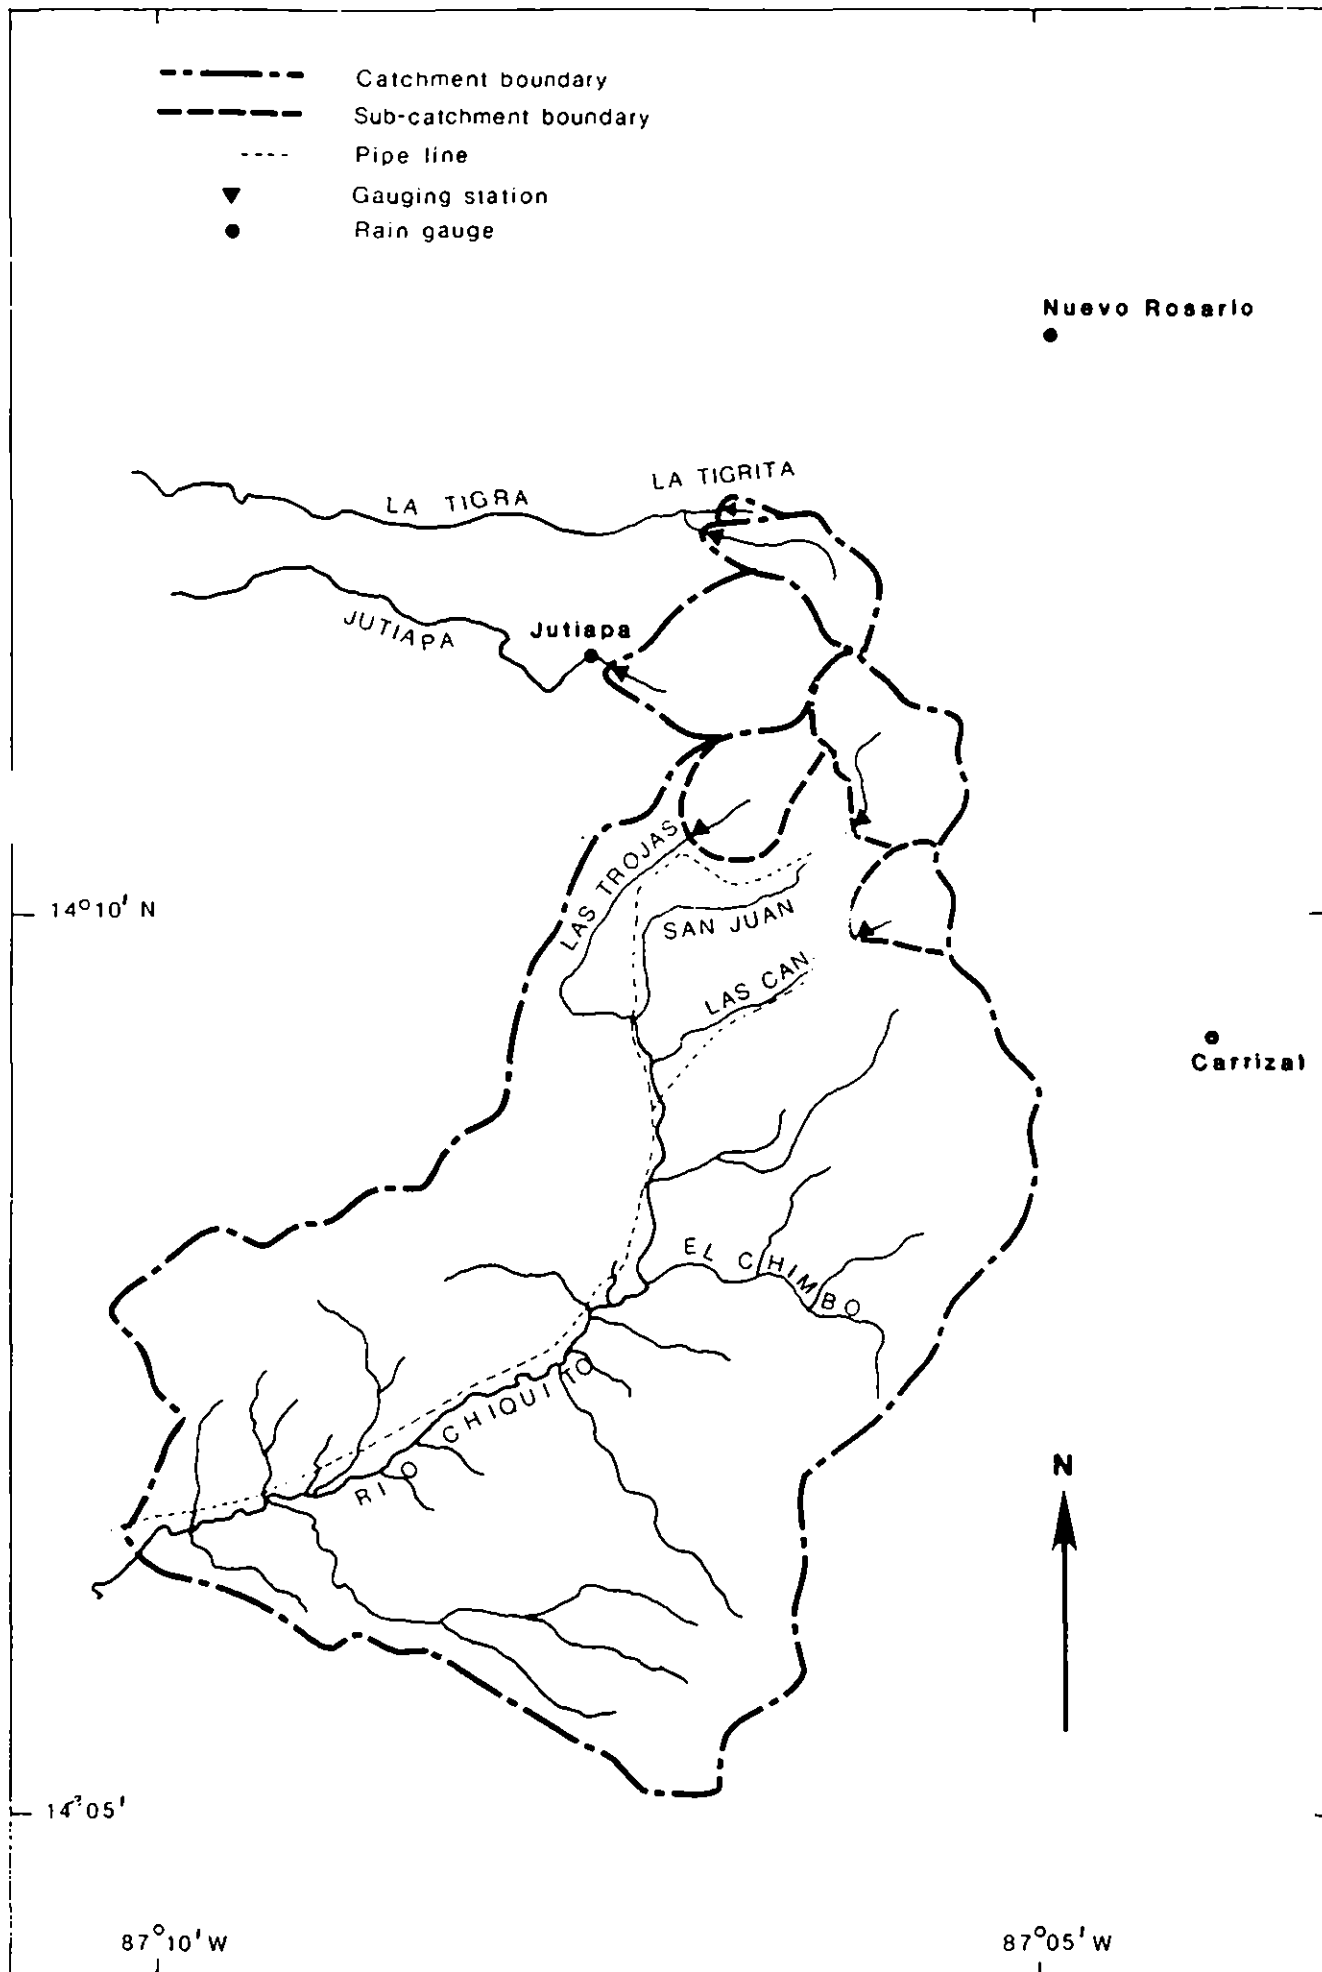 Catchment boundary
Sub-catchment boundary
Pipe line
Gauging station
Rain gauge
Nuevo Rosario
LA TIGRITA
LA TIGRA
JUTIAPA
Jutiapa
LAS TROJAS
14°10' N
SAN JUAN
LAS CAN
Carrizal
EL CHIMBO
RIO CHIQUITO
N
14°05'
87°10' W
87°05' W